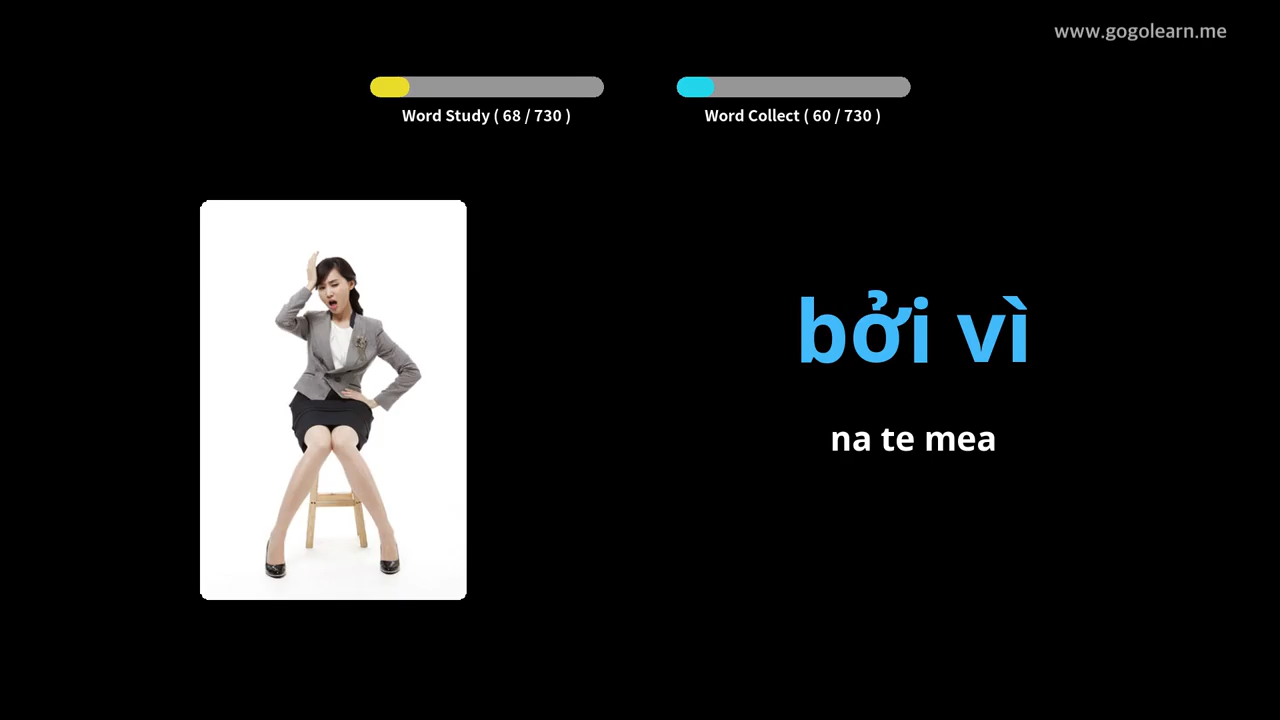 www.gogolearn.me
Word Study ( 68 / 730 )
Word Collect ( 60 / 730 )
bởi vì
na te mea